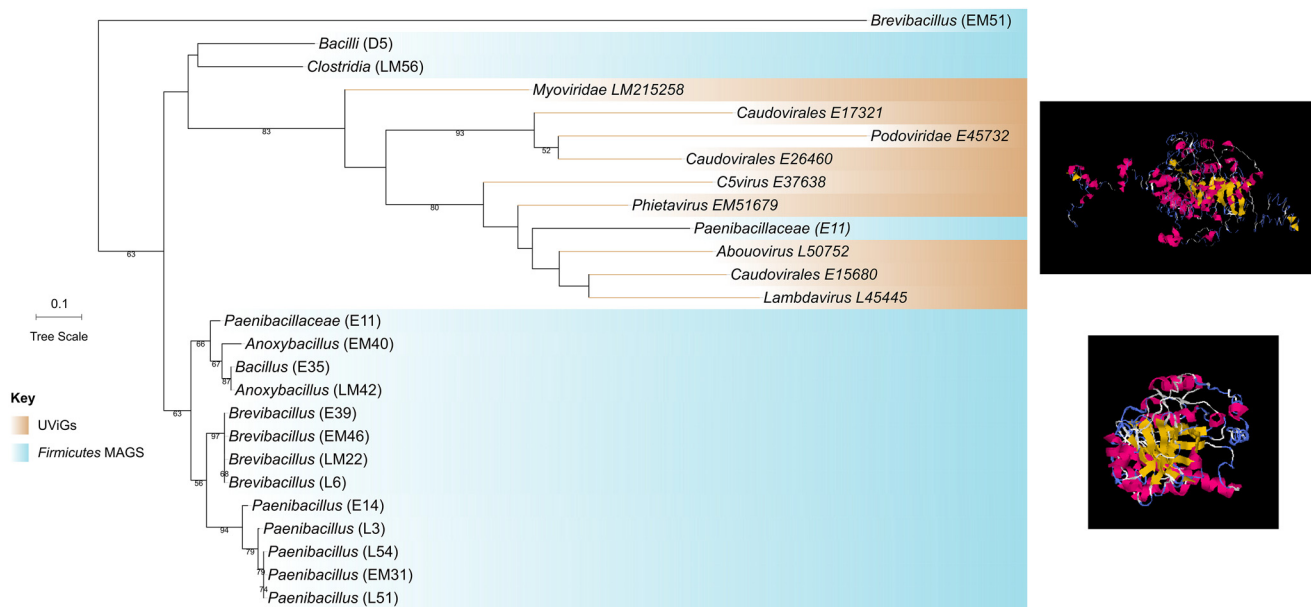 Brevibacillus (EM51)
Bacilli (D5)
Clostridia (LM56)
Myoviridae LM215258
83
Caudovirales E17321
93
Podoviridae E45732
52
Caudovirales E26460
C5virus E37638
80
Phietavirus EM51679
Paenibacillaceae (E11)
63
Abouovirus L50752
Caudovirales E15680
Lambdavirus L45445
0.1
Tree Scale
Paenibacillaceae (E11)
66
Anoxybacillus (EM40)
67
Bacillus (E35)
87
Anoxybacillus (LM42)
Key
63
Brevibacillus (E39)
UViGs
97
Brevibacillus (EM46)
Firmicutes MAGS
Brevibacillus (LM22)
68
Brevibacillus (L6)
56
Paenibacillus (E14)
94
Paenibacillus (L3)
79
Paenibacillus (L54)
79
Paenibacillus (EM31)
74
Paenibacillus (L51)